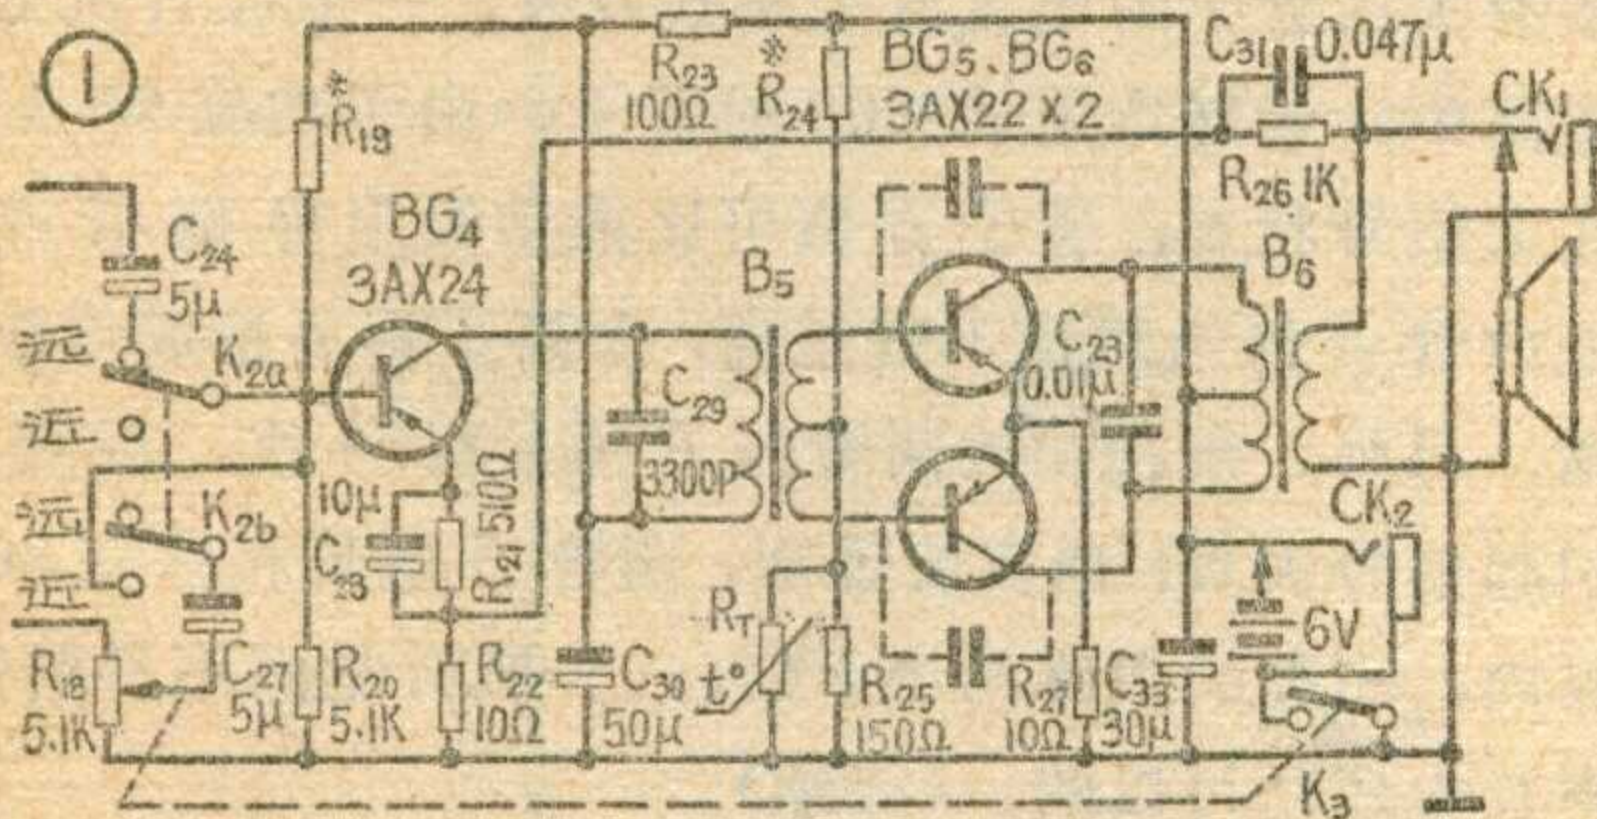 ①
R₁₉*
R₂₃
100Ω
R₂₄*
BG₅、BG₆
3AX22×2
C₃₁ 0.047μ
R₂₆ 1K
CK₁
C₂₄
5μ
BG₄
3AX24
B₅
B₆
远
K₂ₐ
近
C₂₉
3300P
C₂₃
0.01μ
远
K₂b
近
10μ
C₂₈
R₂₁ 510Ω
CK₂
6V
R₁₈
5.1K
C₂₇
5μ
R₂₀
5.1K
R₂₂
10Ω
C₃₀
50μ
R_T
t°
R₂₅
150Ω
R₂₇
10Ω
C₃₃
30μ
K₃